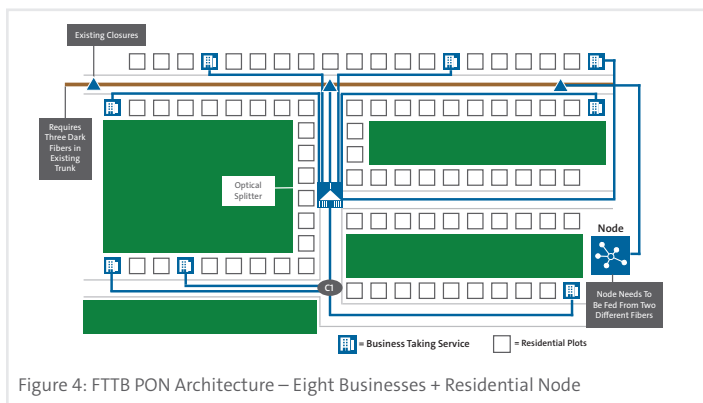 Existing Closures
Requires
Three Dark
Fibers in
Existing
Trunk
Optical
Splitter
Node
C1
Node Needs To
Be Fed From Two
Different Fibers
= Business Taking Service
= Residential Plots
Figure 4: FTTB PON Architecture – Eight Businesses + Residential Node